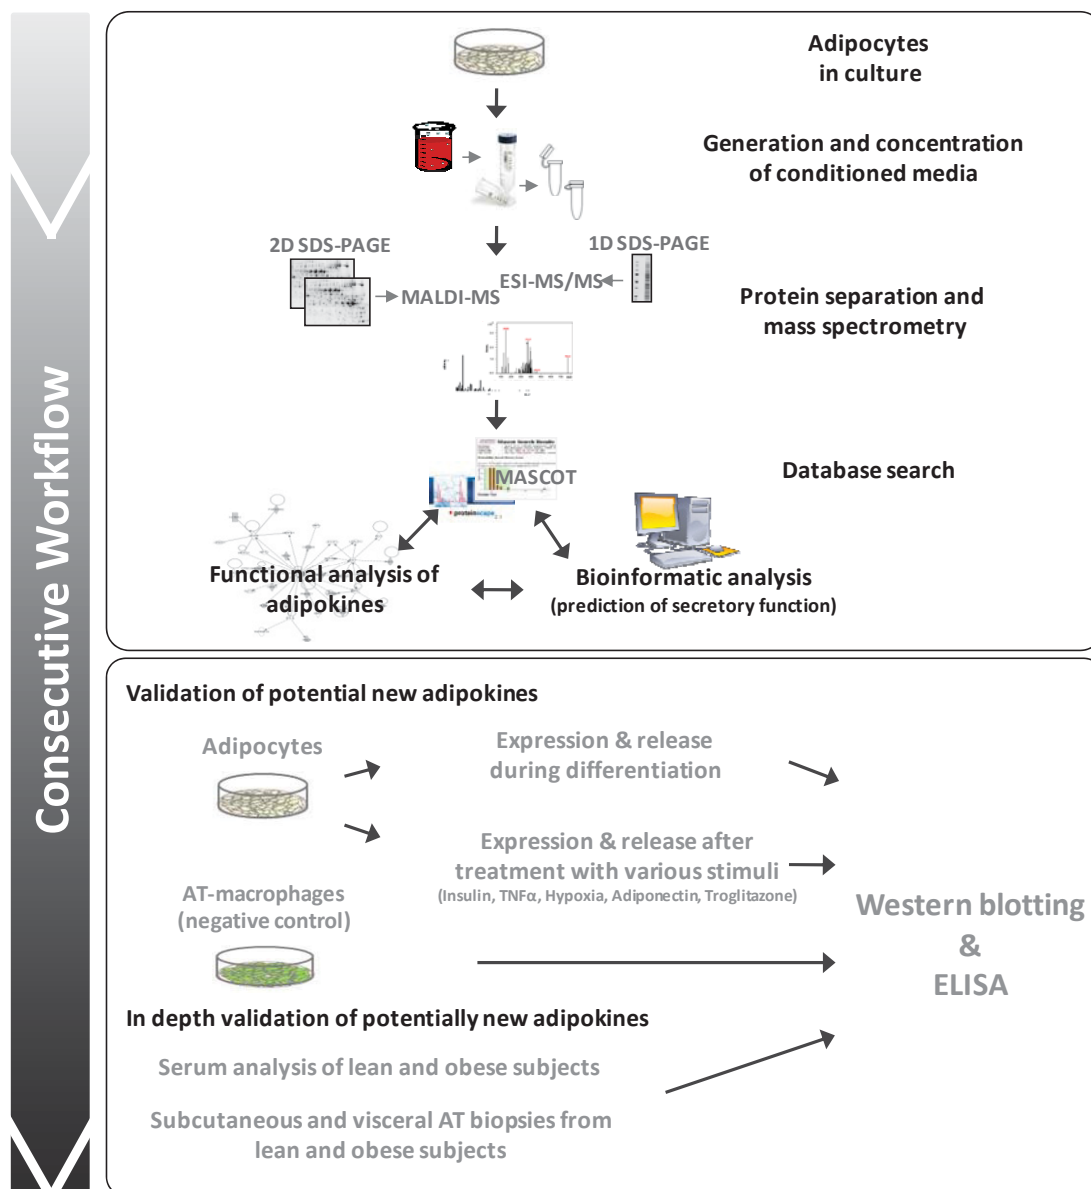 Consecutive Workflow
Adipocytes
in culture
Generation and concentration
of conditioned media
2D SDS-PAGE
1D SDS-PAGE
ESI-MS/MS
MALDI-MS
Protein separation and
mass spectrometry
MASCOT
Database search
Functional analysis of
adipokines
Bioinformatic analysis
(prediction of secretory function)
Validation of potential new adipokines
Adipocytes
Expression & release
during differentiation
Expression & release after
treatment with various stimuli
(Insulin, TNFα, Hypoxia, Adiponectin, Troglitazone)
AT-macrophages
(negative control)
Western blotting
&
ELISA
In depth validation of potentially new adipokines
Serum analysis of lean and obese subjects
Subcutaneous and visceral AT biopsies from
lean and obese subjects